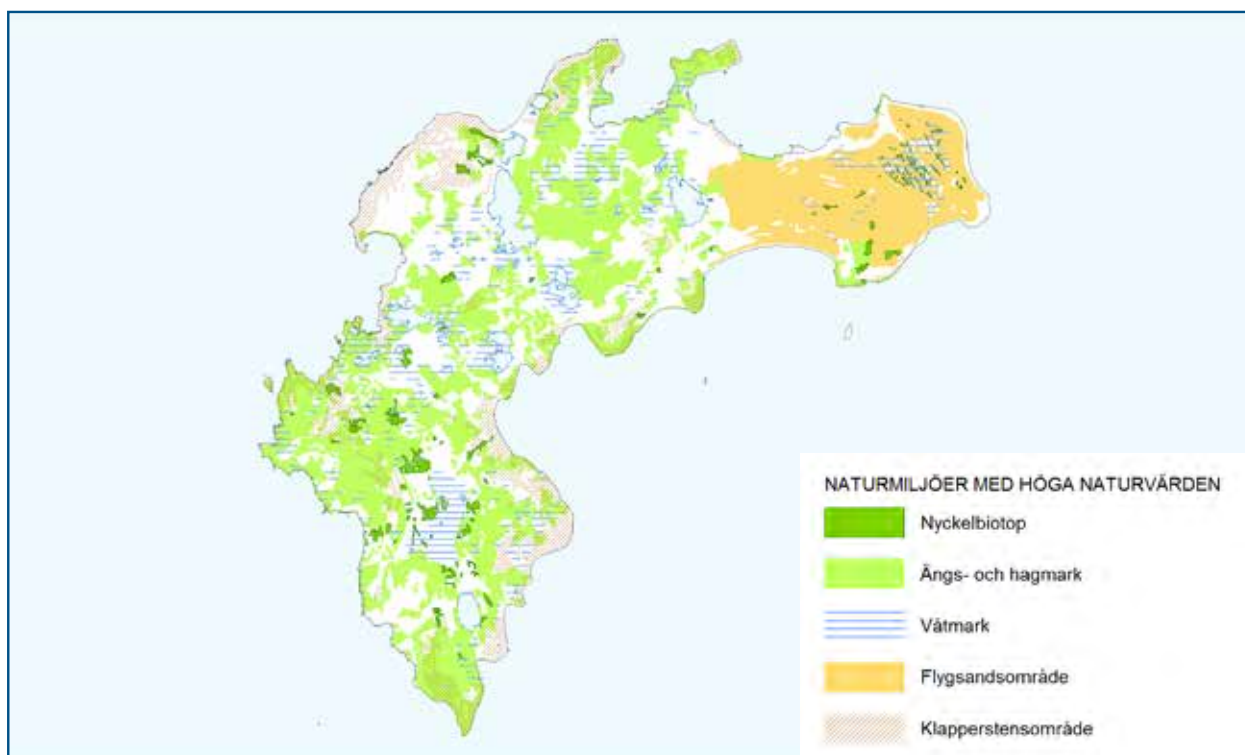 NATURMILJÖER MED HÖGA NATURVÄRDEN
Nyckelbiotop
Ängs- och hagmark
Våtmark
Flygsandsområde
Klapperstensområde